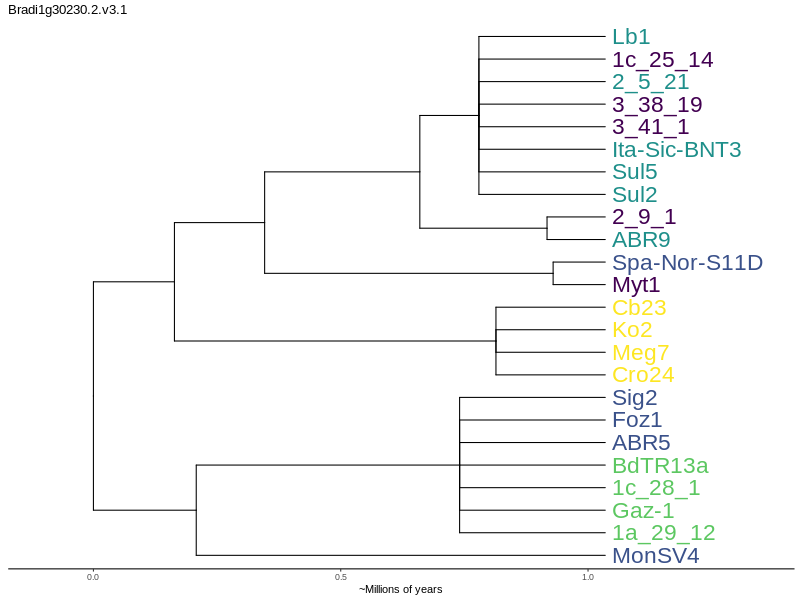 Bradi1g30230.2.v3.1
Lb1
1c_25_14
2_5_21
3_38_19
3_41_1
Ita-Sic-BNT3
Sul5
Sul2
2_9_1
ABR9
Spa-Nor-S11D
Myt1
Cb23
Ko2
Meg7
Cro24
Sig2
Foz1
ABR5
BdTR13a
1c_28_1
Gaz-1
1a_29_12
MonSV4
0.0 0.5 1.0
~Millions of years